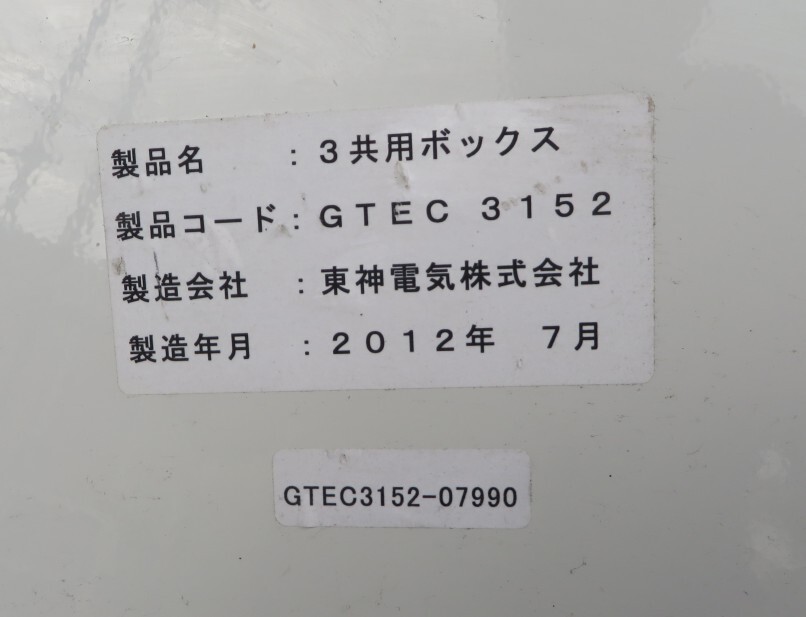 製品名　　：３共用ボックス
製品コード：ＧＴＥＣ ３１５２
製造会社　：東神電気株式会社
製造年月　：２０１２年　７月
GTEC3152-07990